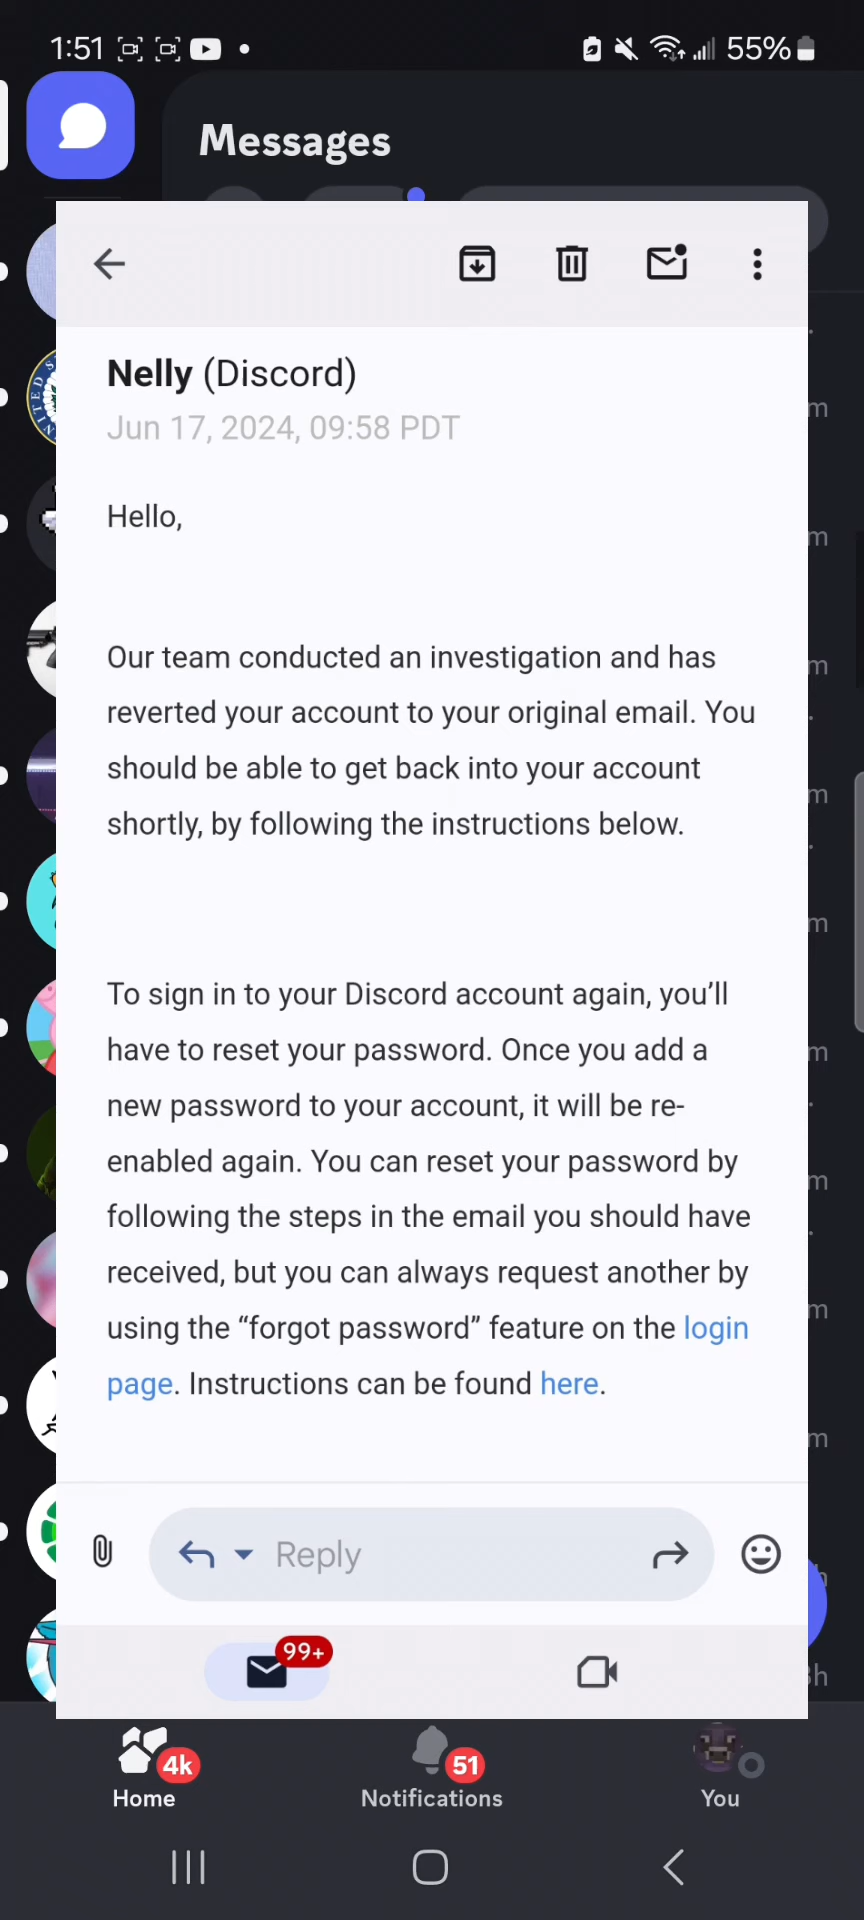 1:51
55%
Messages
Nelly (Discord)
Jun 17, 2024, 09:58 PDT
Hello,
Our team conducted an investigation and has
reverted your account to your original email. You
should be able to get back into your account
shortly, by following the instructions below.
To sign in to your Discord account again, you’ll
have to reset your password. Once you add a
new password to your account, it will be re-
enabled again. You can reset your password by
following the steps in the email you should have
received, but you can always request another by
using the “forgot password” feature on the login
page. Instructions can be found here.
Reply
99+
4k
51
Home
Notifications
You